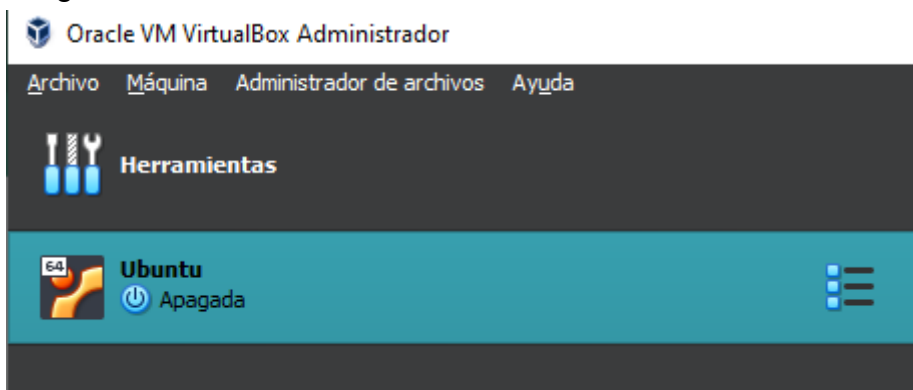 Oracle VM VirtualBox Administrador
Archivo Máquina Administrador de archivos Ayuda
Herramientas
64
Ubuntu
Apagada